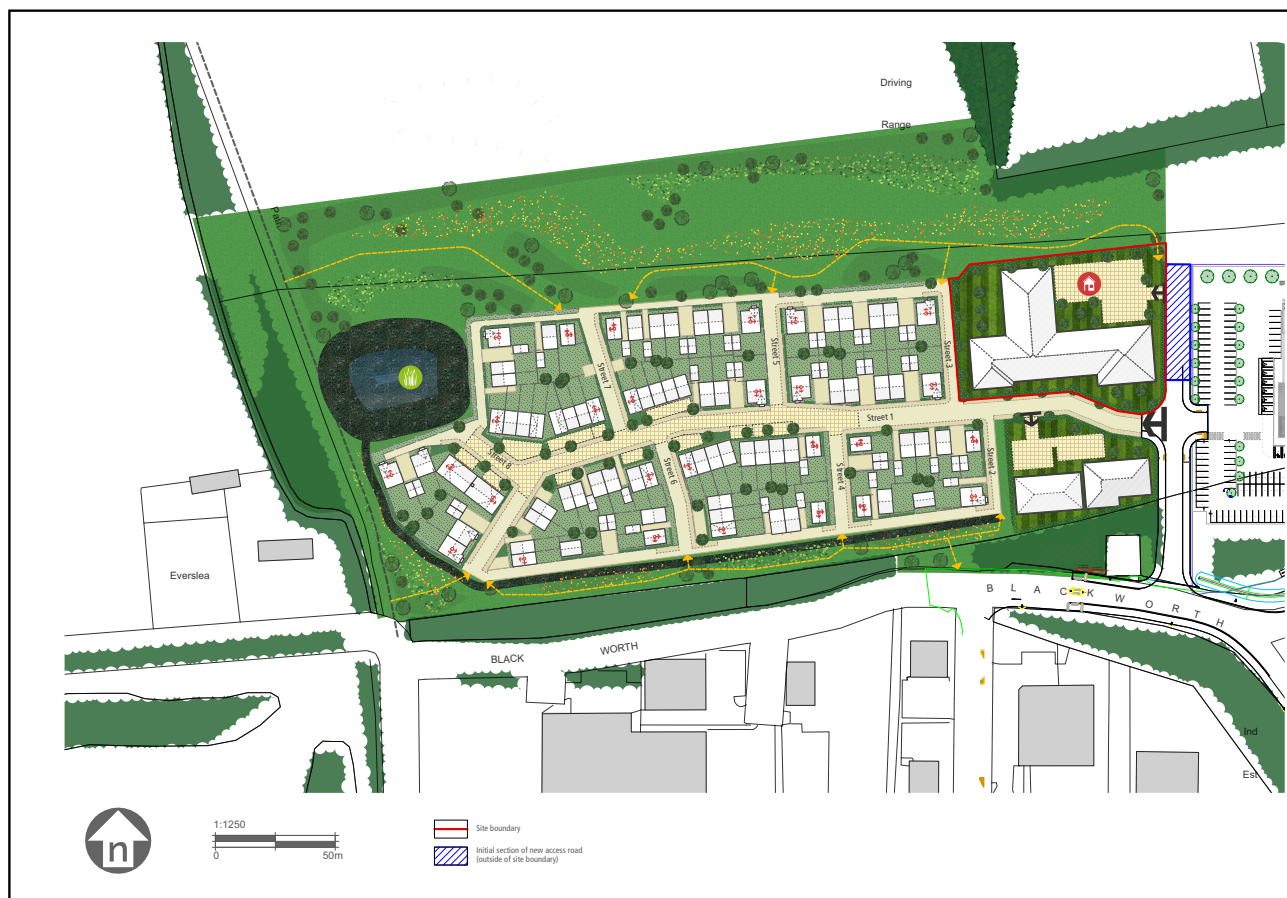 Driving
Range
Path
Street 5
Street 3
Street 7
Street 1
Street 8
Street 6
Street 4
Street 2
Everslea
BLACKWORTH
BLACK WORTH
Ind
Est
1:1250
0 50m
n
Site boundary
Initial section of new access road
(outside of site boundary)